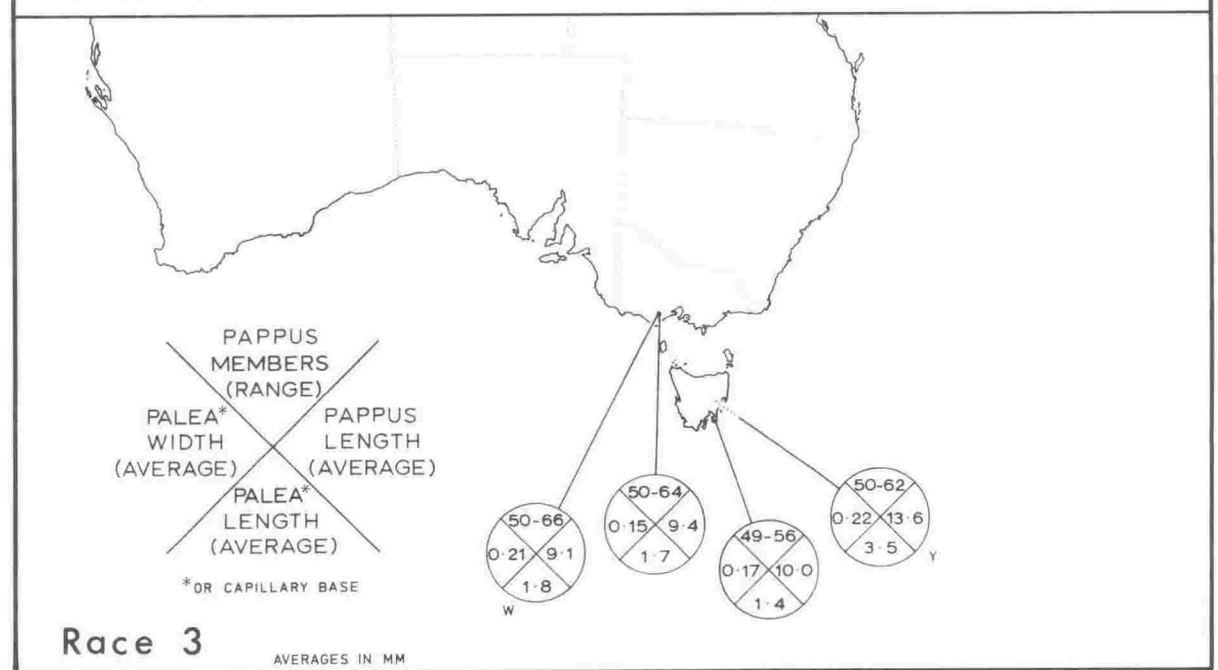 PAPPUS
MEMBERS
(RANGE)
PALEA*
WIDTH
(AVERAGE)
PAPPUS
LENGTH
(AVERAGE)
PALEA*
LENGTH
(AVERAGE)
*OR CAPILLARY BASE
50-66
0·21 9·1
1·8
W
50-64
0·15 9·4
1·7
49-56
0·17 10·0
1·4
50-62
0·22 13·6
3·5
Y
Race 3
AVERAGES IN MM